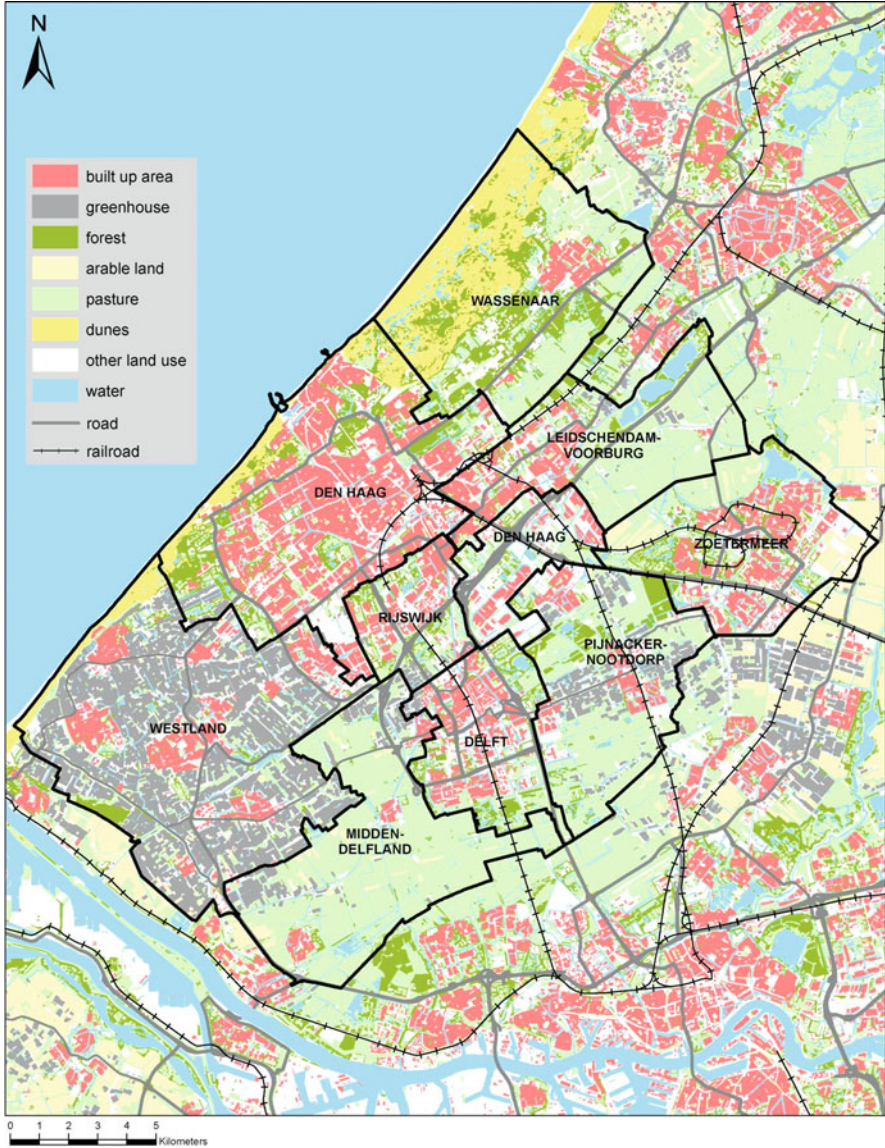 N
built up area
greenhouse
forest
arable land
pasture
dunes
other land use
water
road
railroad
WASSENAAR
LEIDSCHENDAM-
VOORBURG
DEN HAAG
DEN HAAG
ZOETERMEER
RIJSWIJK
PIJNACKER-
NOOTDORP
WESTLAND
DELFT
MIDDEN-
DELFLAND
0 1 2 3 4 5
Kilometers